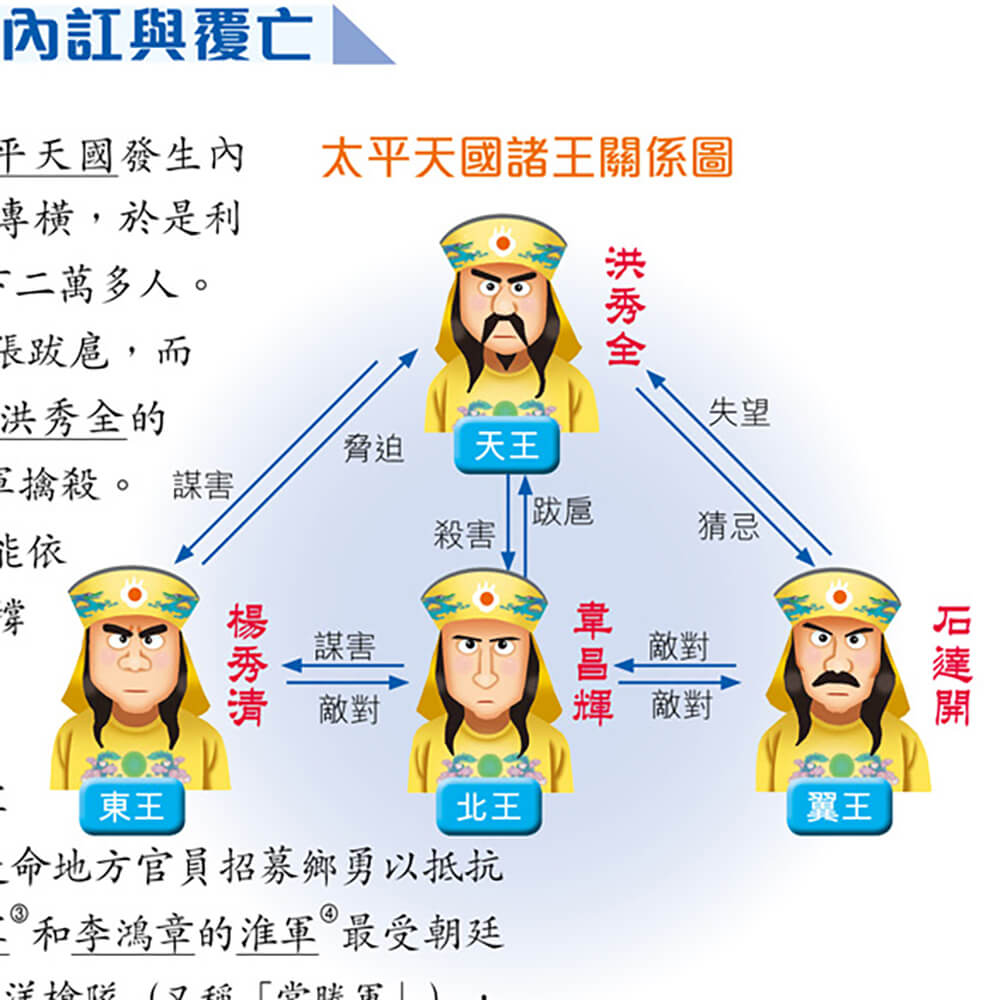 內訌與覆亡
平天國發生內
專橫，於是利
下二萬多人。
張跋扈，而
洪秀全的
軍擒殺。
能依
撐
太平天國諸王關係圖
洪秀全
天王
謀害
脅迫
殺害
跋扈
失望
猜忌
楊秀清
東王
謀害
敵對
韋昌輝
北王
敵對
敵對
石達開
翼王
命地方官員招募鄉勇以抵抗
③和李鴻章的淮軍④最受朝廷
洋槍隊（又稱「常勝軍」），